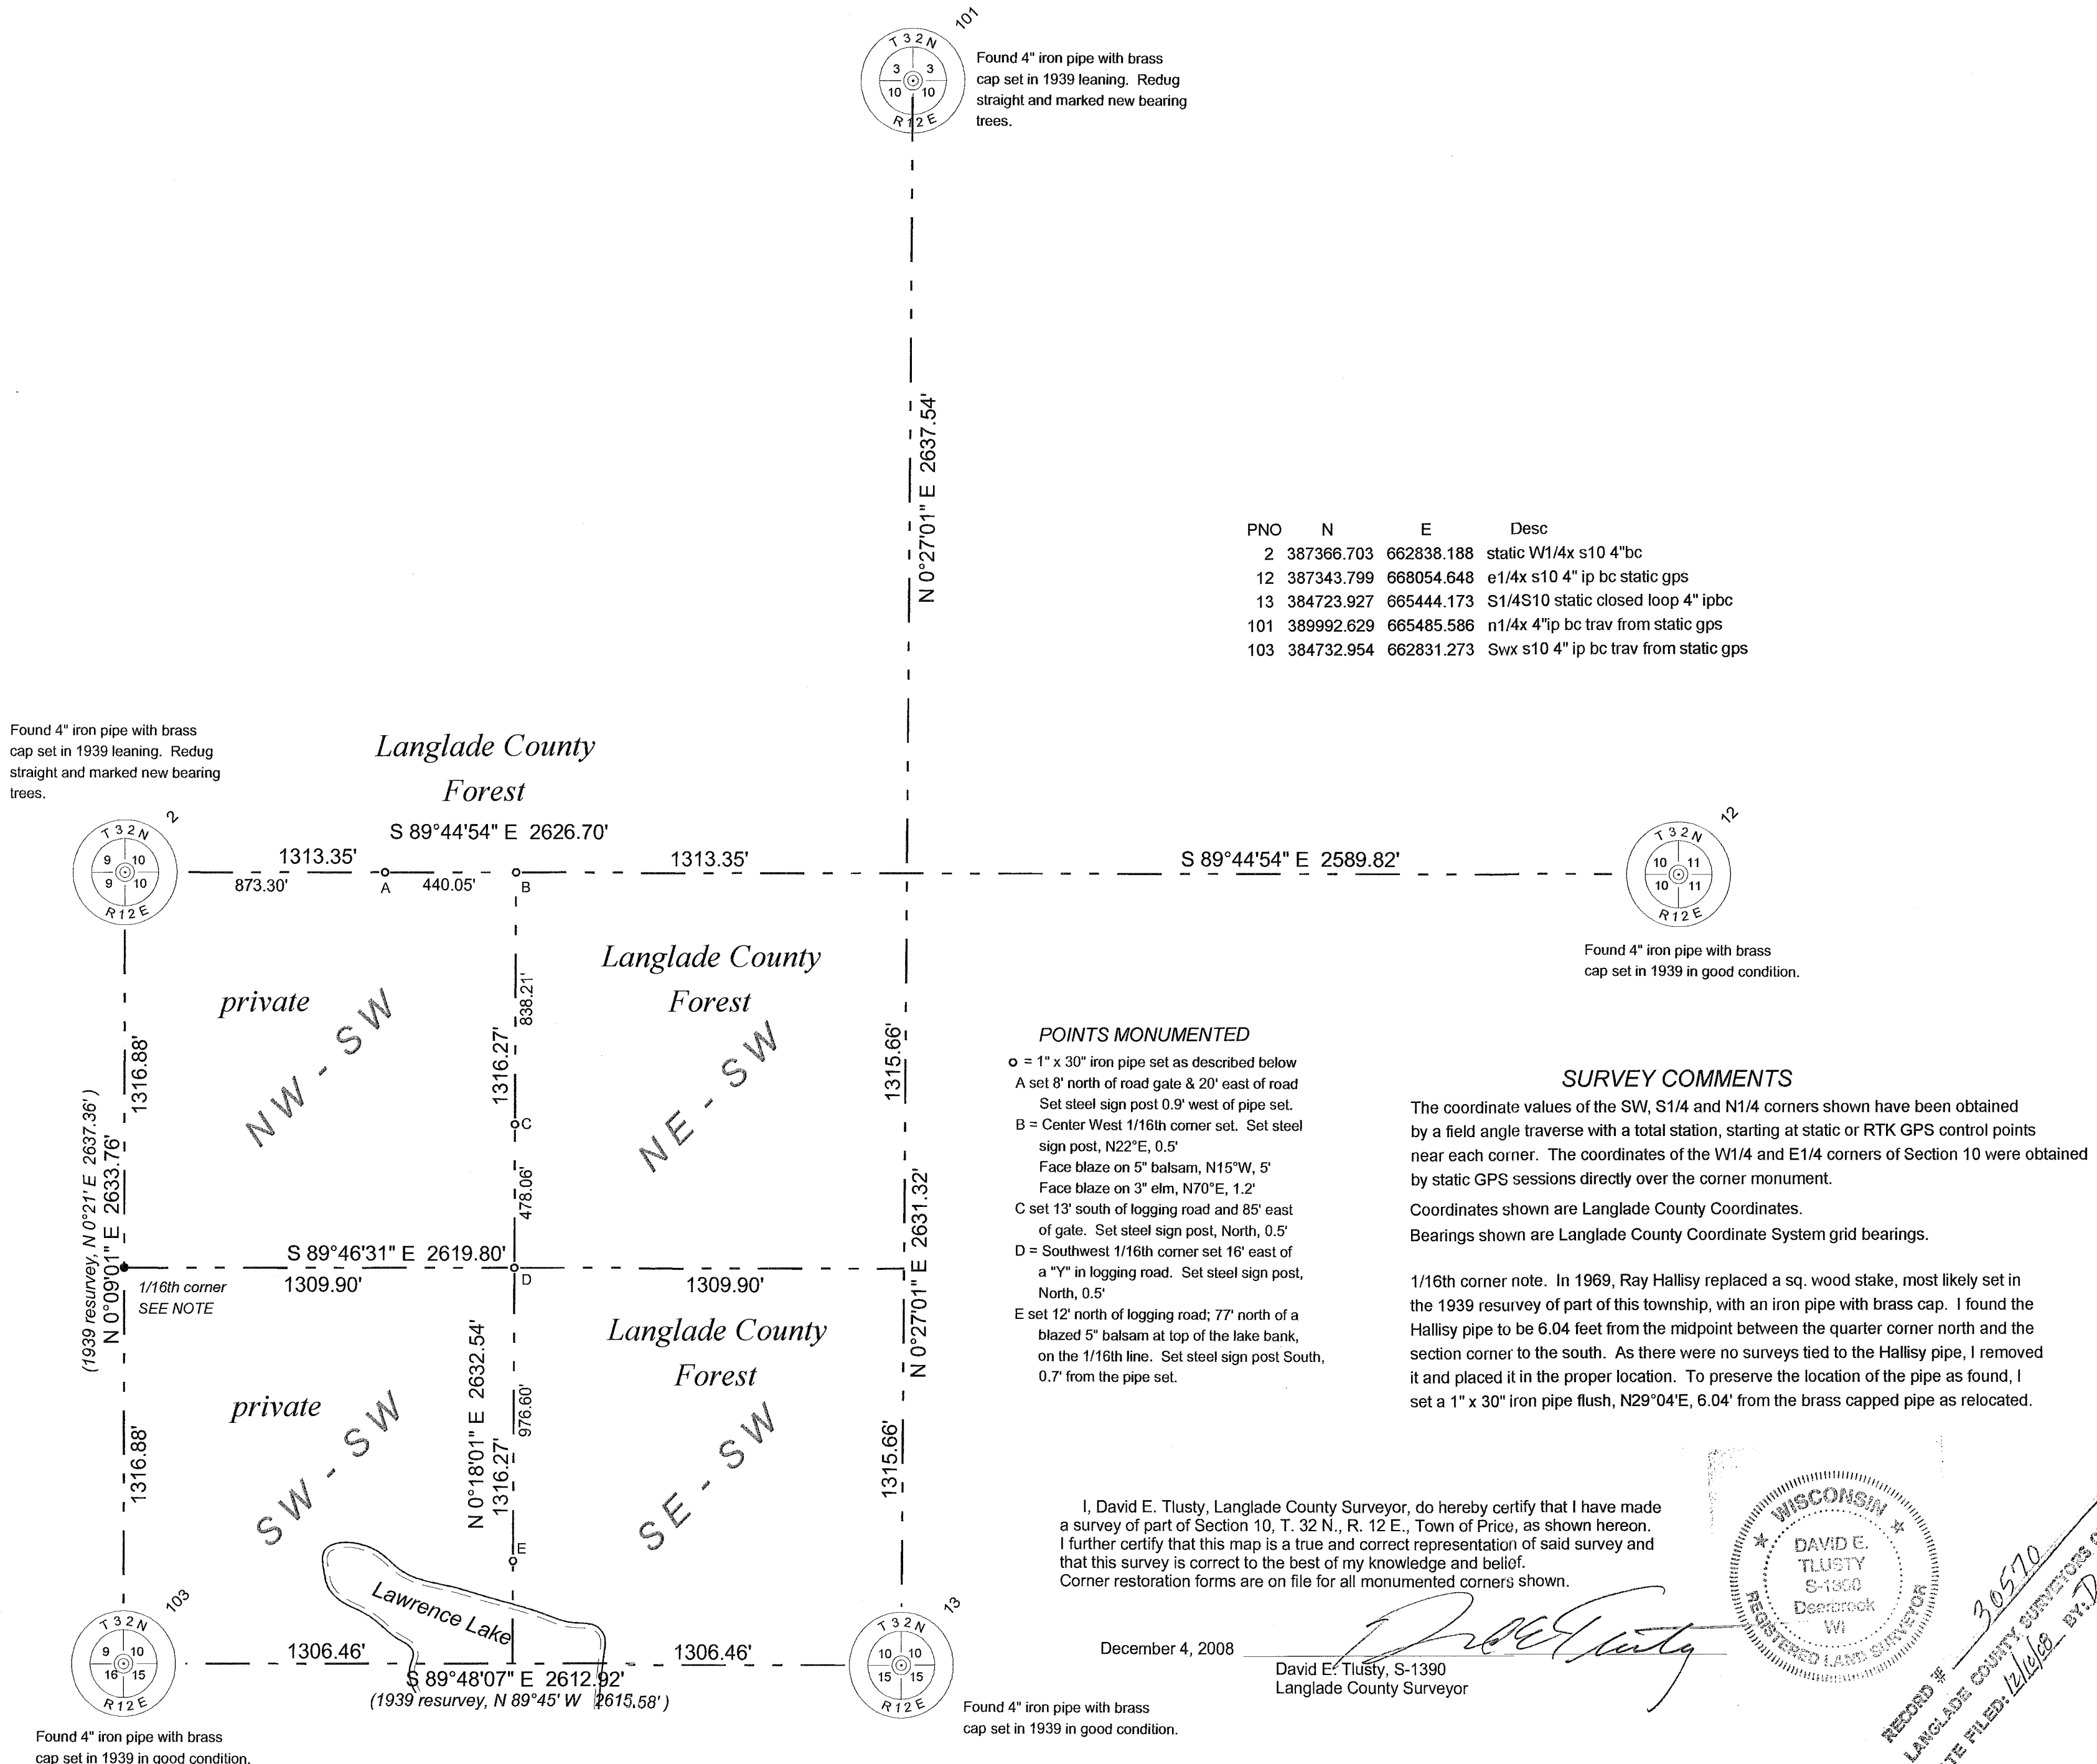 101
T 32 N
3 3
10 10
R 12 E
Found 4" iron pipe with brass
cap set in 1939 leaning. Redug
straight and marked new bearing
trees.
N 0°27'01" E 2637.54'
PNO N E Desc
2 387366.703 662838.188 static W1/4x s10 4"bc
12 387343.799 668054.648 e1/4x s10 4" ip bc static gps
13 384723.927 665444.173 S1/4S10 static closed loop 4" ipbc
101 389992.629 665485.586 n1/4x 4"ip bc trav from static gps
103 384732.954 662831.273 Swx s10 4" ip bc trav from static gps
Found 4" iron pipe with brass
cap set in 1939 leaning. Redug
straight and marked new bearing
trees.
Langlade County
Forest
2
T 32 N
9 10
9 10
R 12 E
S 89°44'54" E 2626.70'
1313.35'
1313.35'
873.30'
A
440.05'
B
S 89°44'54" E 2589.82'
12
T 32 N
10 11
10 11
R 12 E
Found 4" iron pipe with brass
cap set in 1939 in good condition.
private
NW - SW
Langlade County
Forest
NE - SW
838.21'
1316.27'
C
478.06'
1316.88'
1315.66'
(1939 resurvey, N 0°21' E 2637.36')
N 0°09'01" E 2633.76'
N 0°27'01" E 2631.32'
S 89°46'31" E 2619.80'
1309.90'
D
1309.90'
1/16th corner
SEE NOTE
private
SW - SW
Langlade County
Forest
SE - SW
N 0°18'01" E 2632.54'
1316.27'
976.60'
E
1316.88'
1315.66'
Lawrence Lake
103
T 32 N
9 10
16 15
R 12 E
1306.46'
1306.46'
S 89°48'07" E 2612.92'
(1939 resurvey, N 89°45' W 2615.58')
13
T 32 N
10 10
15 15
R 12 E
Found 4" iron pipe with brass
cap set in 1939 in good condition.
Found 4" iron pipe with brass
cap set in 1939 in good condition.
POINTS MONUMENTED
o = 1" x 30" iron pipe set as described below
A set 8' north of road gate & 20' east of road
Set steel sign post 0.9' west of pipe set.
B = Center West 1/16th corner set. Set steel
sign post, N22°E, 0.5'
Face blaze on 5" balsam, N15°W, 5'
Face blaze on 3" elm, N70°E, 1.2'
C set 13' south of logging road and 85' east
of gate. Set steel sign post, North, 0.5'
D = Southwest 1/16th corner set 16' east of
a "Y" in logging road. Set steel sign post,
North, 0.5'
E set 12' north of logging road; 77' north of a
blazed 5" balsam at top of the lake bank,
on the 1/16th line. Set steel sign post South,
0.7' from the pipe set.
SURVEY COMMENTS
The coordinate values of the SW, S1/4 and N1/4 corners shown have been obtained
by a field angle traverse with a total station, starting at static or RTK GPS control points
near each corner. The coordinates of the W1/4 and E1/4 corners of Section 10 were obtained
by static GPS sessions directly over the corner monument.
Coordinates shown are Langlade County Coordinates.
Bearings shown are Langlade County Coordinate System grid bearings.
1/16th corner note. In 1969, Ray Hallisy replaced a sq. wood stake, most likely set in
the 1939 resurvey of part of this township, with an iron pipe with brass cap. I found the
Hallisy pipe to be 6.04 feet from the midpoint between the quarter corner north and the
section corner to the south. As there were no surveys tied to the Hallisy pipe, I removed
it and placed it in the proper location. To preserve the location of the pipe as found, I
set a 1" x 30" iron pipe flush, N29°04'E, 6.04' from the brass capped pipe as relocated.
I, David E. Tlusty, Langlade County Surveyor, do hereby certify that I have made
a survey of part of Section 10, T. 32 N., R. 12 E., Town of Price, as shown hereon.
I further certify that this map is a true and correct representation of said survey and
that this survey is correct to the best of my knowledge and belief.
Corner restoration forms are on file for all monumented corners shown.
December 4, 2008
David E. Tlusty, S-1390
Langlade County Surveyor
WISCONSIN
DAVID E.
TLUSTY
Deerbrook
WI
REGISTERED LAND SURVEYOR
RECORD # 30570
LANGLADE COUNTY SURVEYORS
FILED: 12/16/08 BY: D